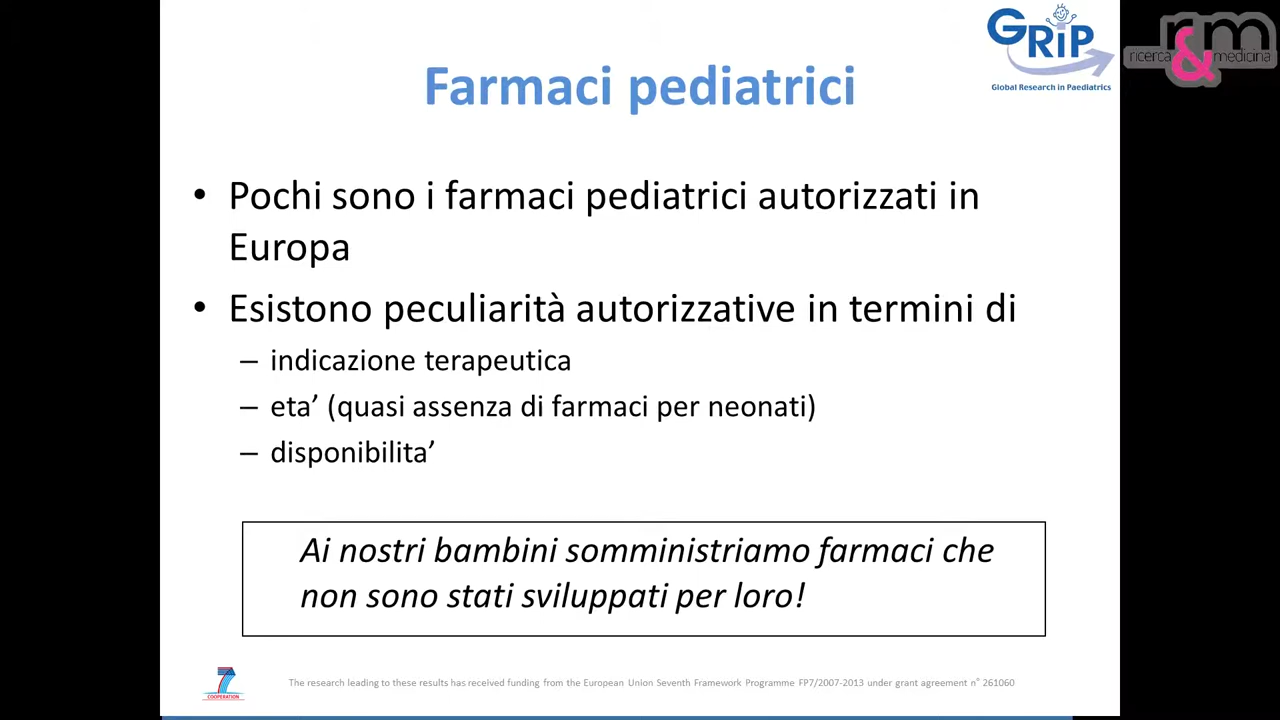 GRiP
Global Research in Paediatrics
r&m
ricerca medicina
Farmaci pediatrici
• Pochi sono i farmaci pediatrici autorizzati in
Europa
• Esistono peculiarità autorizzative in termini di
– indicazione terapeutica
– eta’ (quasi assenza di farmaci per neonati)
– disponibilita’
Ai nostri bambini somministriamo farmaci che
non sono stati sviluppati per loro!
7
COOPERATION
The research leading to these results has received funding from the European Union Seventh Framework Programme FP7/2007-2013 under grant agreement n° 261060